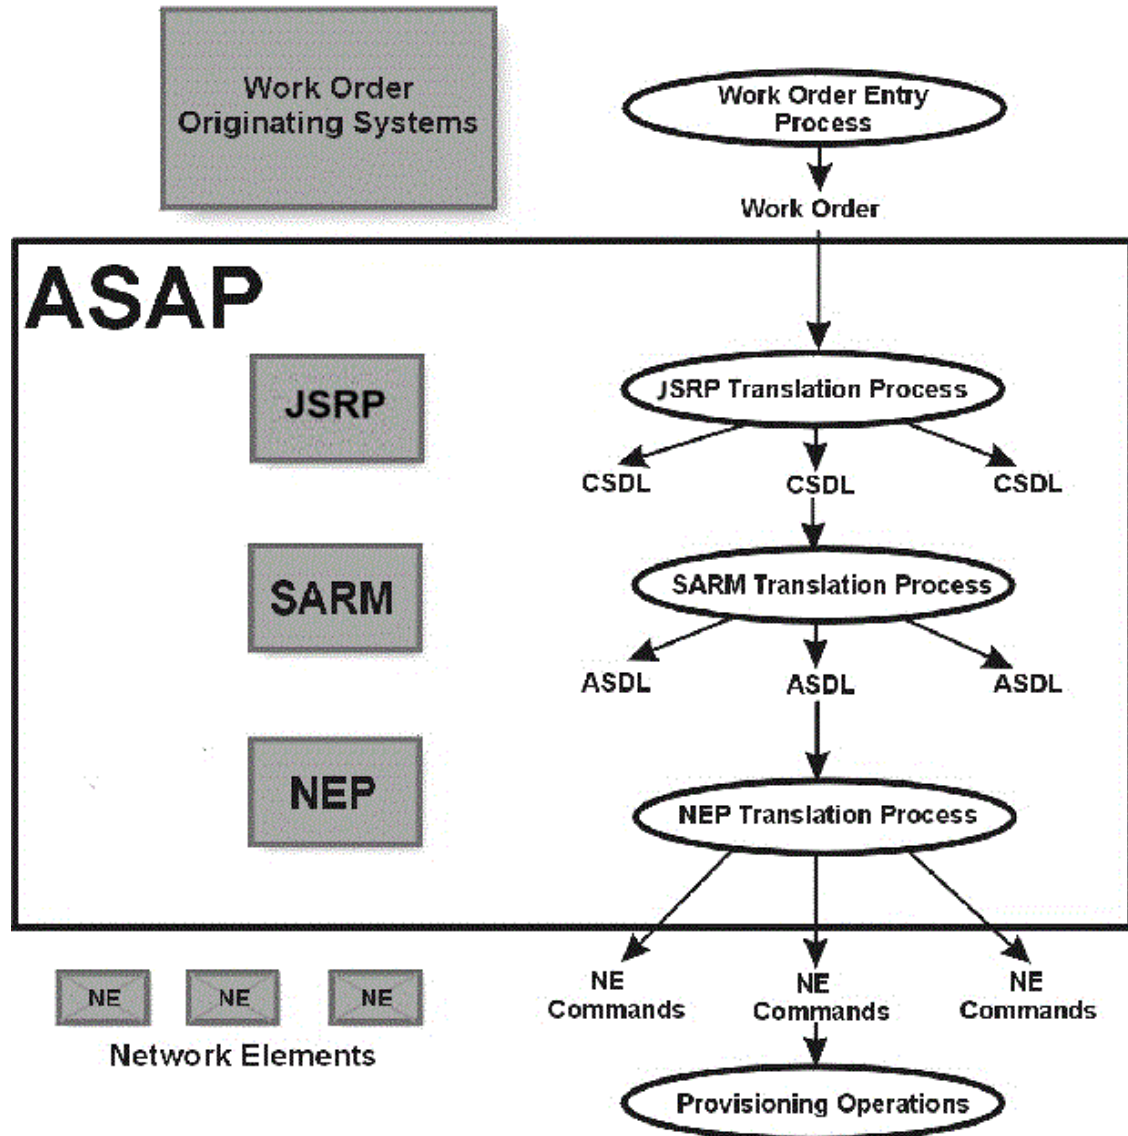 Work Order
Originating Systems
Work Order Entry
Process
Work Order
ASAP
JSRP
JSRP Translation Process
CSDL
CSDL
CSDL
SARM
SARM Translation Process
ASDL
ASDL
ASDL
NEP
NEP Translation Process
NE
NE
NE
Network Elements
NE
Commands
NE
Commands
NE
Commands
Provisioning Operations